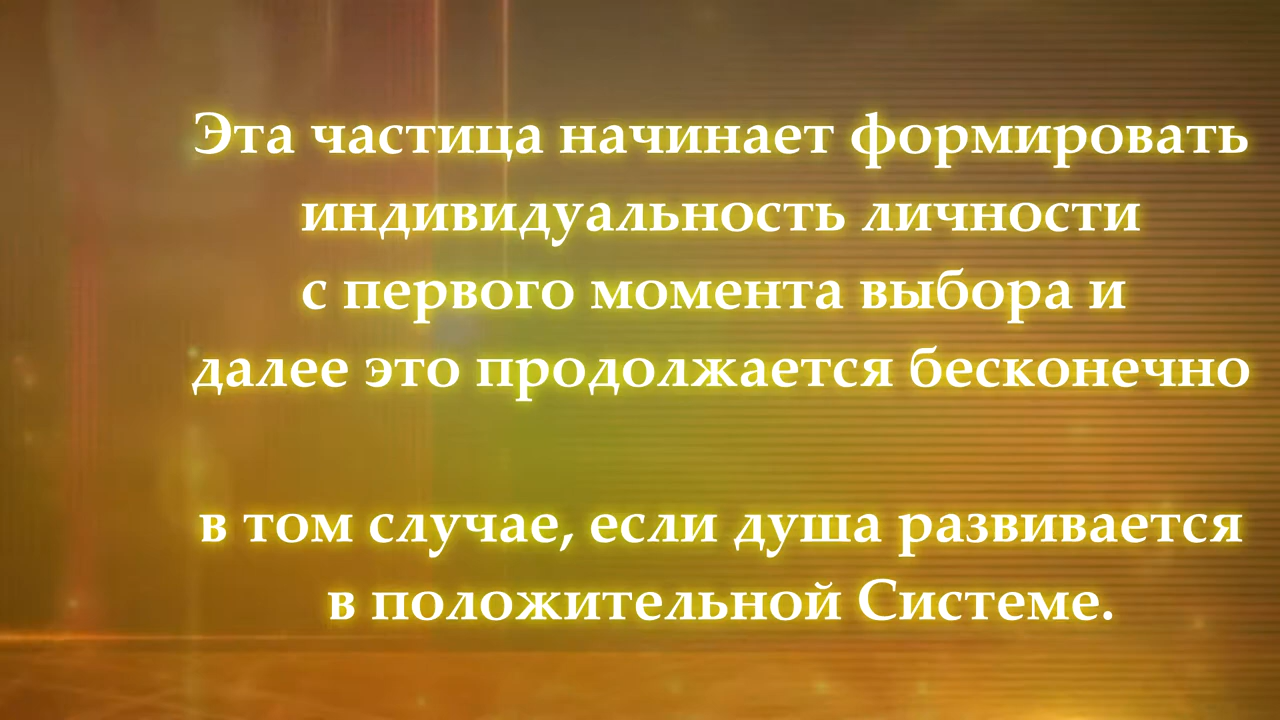 Эта частица начинает формировать
индивидуальность личности
с первого момента выбора и
далее это продолжается бесконечно
в том случае, если душа развивается
в положительной Системе.